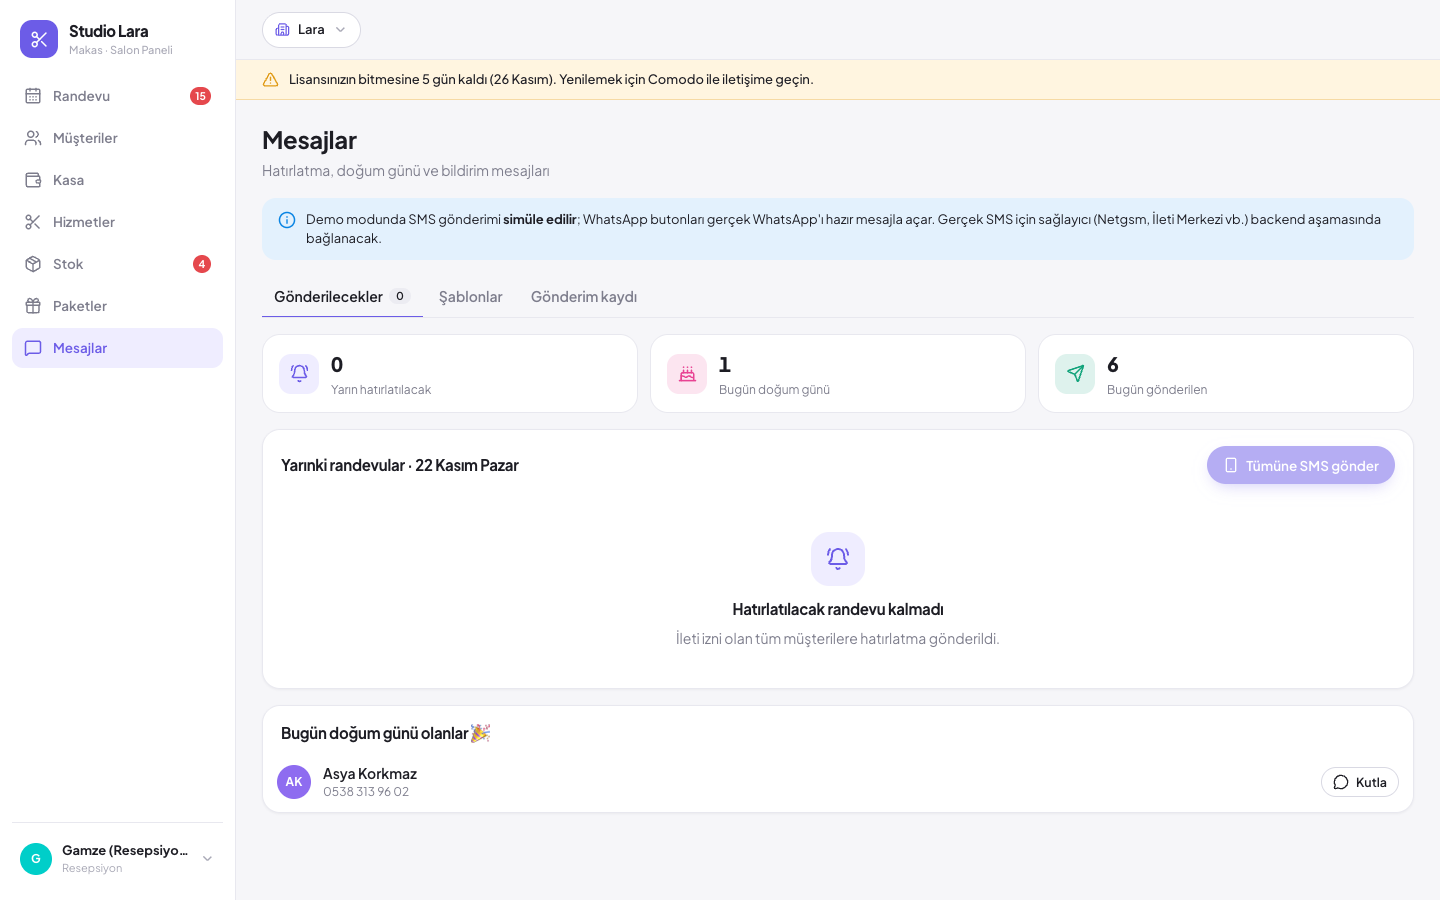 Studio Lara
Makas · Salon Paneli
Randevu 15
Müşteriler
Kasa
Hizmetler
Stok 4
Paketler
Mesajlar
G
Gamze (Resepsiyo...
Resepsiyon
Lara
Lisansınızın bitmesine 5 gün kaldı (26 Kasım). Yenilemek için Comodo ile iletişime geçin.
Mesajlar
Hatırlatma, doğum günü ve bildirim mesajları
Demo modunda SMS gönderimi simüle edilir; WhatsApp butonları gerçek WhatsApp'ı hazır mesajla açar. Gerçek SMS için sağlayıcı (Netgsm, İleti Merkezi vb.) backend aşamasında
bağlanacak.
Gönderilecekler 0 Şablonlar Gönderim kaydı
0
Yarın hatırlatılacak
1
Bugün doğum günü
6
Bugün gönderilen
Yarınki randevular · 22 Kasım Pazar
Tümüne SMS gönder
Hatırlatılacak randevu kalmadı
İleti izni olan tüm müşterilere hatırlatma gönderildi.
Bugün doğum günü olanlar 🎉
AK
Asya Korkmaz
0538 313 96 02
Kutla